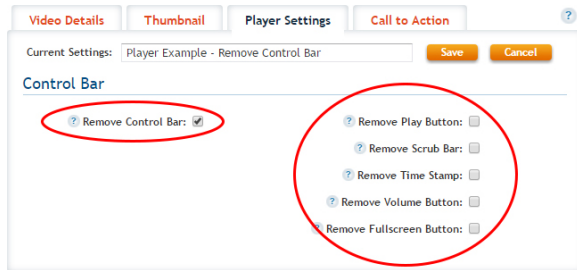 Video Details Thumbnail Player Settings Call to Action ?
Current Settings: Player Example - Remove Control Bar Save Cancel
Control Bar
? Remove Control Bar: ? Remove Play Button:
? Remove Scrub Bar:
? Remove Time Stamp:
? Remove Volume Button:
? Remove Fullscreen Button: